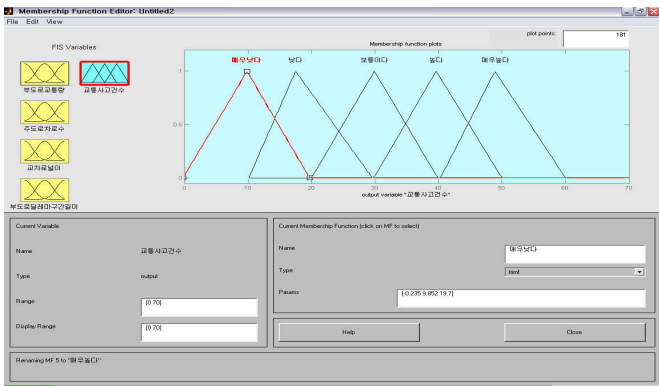 Membership Function Editor: Untitled2
File Edit View
FIS Variables
부도로교통량
교통사고건수
주도로차로수
교차로넓이
부도로딜레마구간길이
plot points:
181
Membership function plots
매우낮다 낮다 보통이다 높다 매우높다
1
0.5
0
0 10 20 30 40 50 60 70
output variable "교통사고건수"
Current Variable
Name 교통사고건수
Type output
Range [0 70]
Display Range [0 70]
Current Membership Function (click on MF to select)
Name 매우낮다
Type trimf
Params [-0.235 9.852 19.7]
Help Close
Renaming MF 5 to "매우높다"